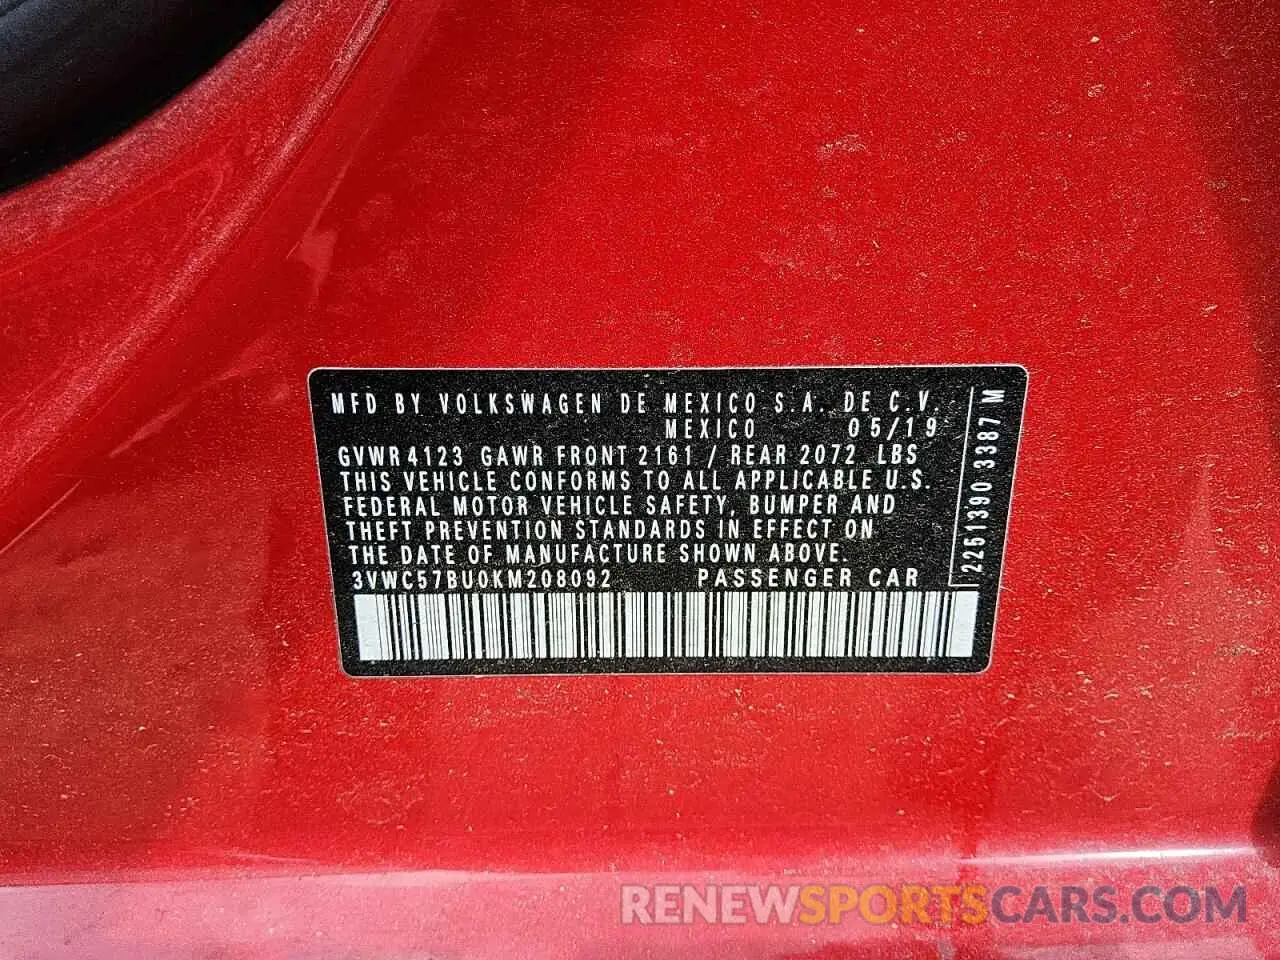 MFD BY VOLKSWAGEN DE MEXICO S.A. DE C.V.
MEXICO 05/19
GVWR 4123 GAWR FRONT 2161 / REAR 2072 LBS
THIS VEHICLE CONFORMS TO ALL APPLICABLE U.S.
FEDERAL MOTOR VEHICLE SAFETY, BUMPER AND
THEFT PREVENTION STANDARDS IN EFFECT ON
THE DATE OF MANUFACTURE SHOWN ABOVE.
3VWC57BU0KM208092 PASSENGER CAR
2251390 3387 M
RENEWSPORTSCARS.COM